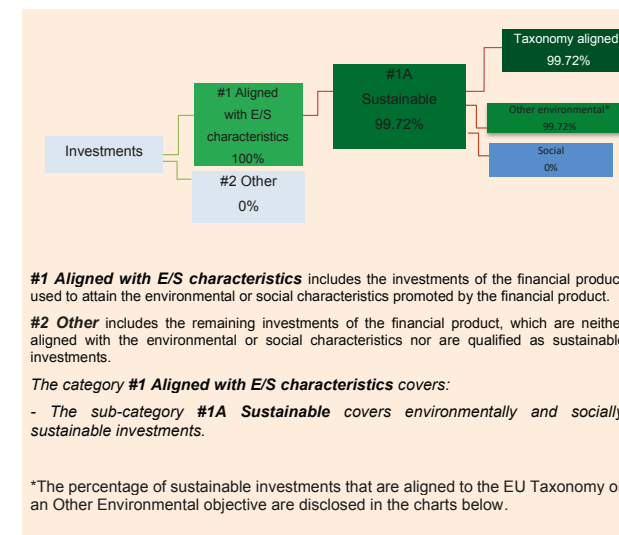 Taxonomy aligned
99.72%
#1A
Sustainable
99.72%
#1 Aligned
with E/S
characteristics
100%
Other environmental*
99.72%
Investments
Social
0%
#2 Other
0%
#1 Aligned with E/S characteristics includes the investments of the financial produc
used to attain the environmental or social characteristics promoted by the financial product.
#2 Other includes the remaining investments of the financial product, which are neithe
aligned with the environmental or social characteristics nor are qualified as sustainabl
investments.
The category #1 Aligned with E/S characteristics covers:
- The sub-category #1A Sustainable covers environmentally and socially
sustainable investments.
*The percentage of sustainable investments that are aligned to the EU Taxonomy o
an Other Environmental objective are disclosed in the charts below.